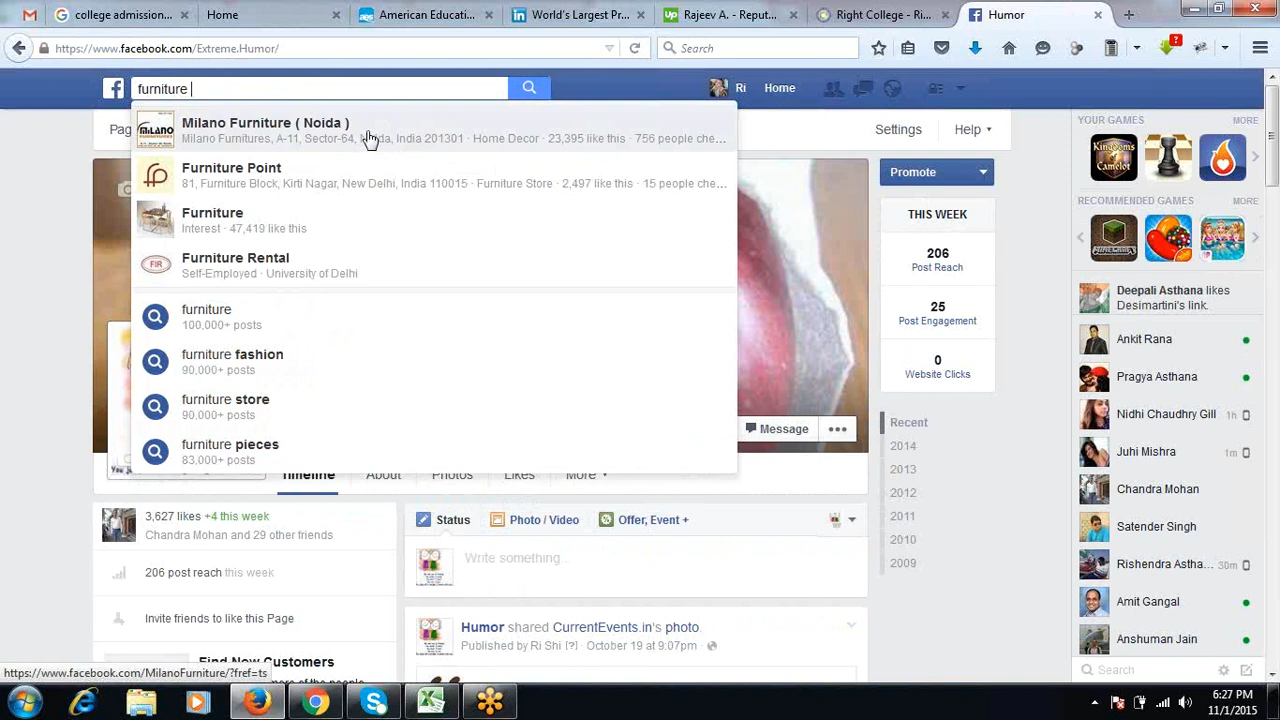 college admission...
Home
American Educati...
World's Largest Pr...
Rajeev A. - Reput...
Right College - Ri...
Humor
https://www.facebook.com/Extreme.Humor/
Search
?
furniture
Ri
Home
Milano Furniture ( Noida )
Milano Furnitures, A-11, Sector-64, Noida, India 201301 · Home Decor · 23,395 like this · 756 people che...
Furniture Point
81, Furniture Block, Kirti Nagar, New Delhi, India 110015 · Furniture Store · 2,497 like this · 15 people che...
Furniture
Interest · 47,419 like this
Furniture Rental
Self-Employed · University of Delhi
furniture
100,000+ posts
furniture fashion
90,000+ posts
furniture store
90,000+ posts
furniture pieces
83,000+ posts
Settings
Help
Promote
THIS WEEK
206
Post Reach
25
Post Engagement
0
Website Clicks
Recent
2014
2013
2012
2011
2010
2009
Message
Timeline
About
Photos
Likes
More
3,627 likes +4 this week
Chandra Mohan and 29 other friends
206 post reach this week
Invite friends to like this Page
Find New Customers
Status
Photo / Video
Offer, Event +
Write something...
Humor shared CurrentEvents.in's photo.
Published by Ri Shi [?] · October 19 at 9:07pm
YOUR GAMES
MORE
RECOMMENDED GAMES
MORE
Deepali Asthana likes
Desimartini's link.
Ankit Rana
Pragya Asthana
Nidhi Chaudhry Gill 1h
Juhi Mishra 1m
Chandra Mohan
Satender Singh
Rishendra Astha... 30m
Amit Gangal
Anshuman Jain
Search
https://www.facebook.com/MilanoFurniture/?fref=ts
6:27 PM
11/1/2015